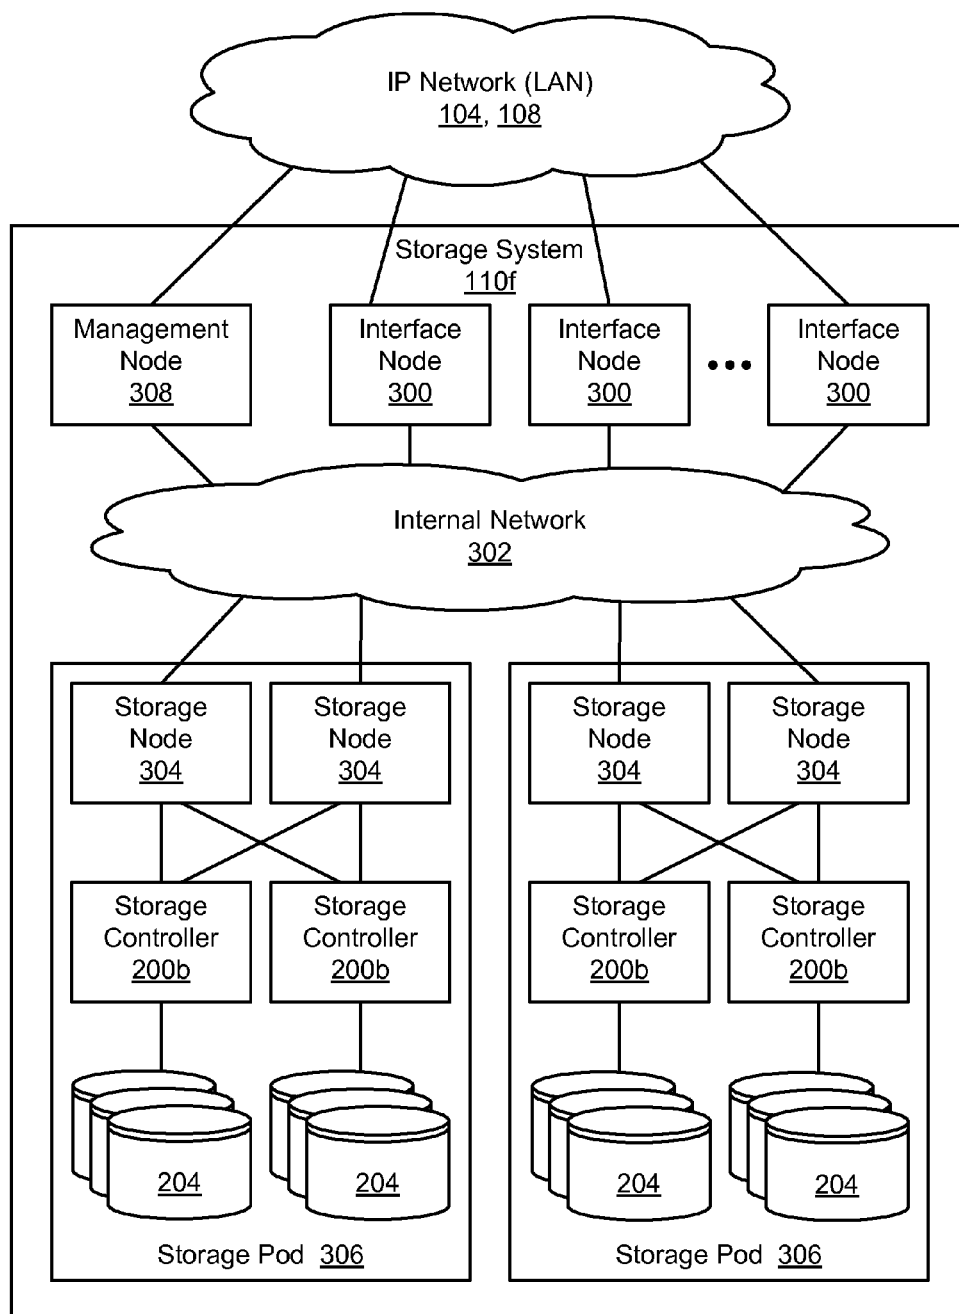 IP Network (LAN)
104, 108
Storage System
110f
Management
Node
308
Interface
Node
300
Interface
Node
300
Interface
Node
300
Internal Network
302
Storage
Node
304
Storage
Node
304
Storage
Node
304
Storage
Node
304
Storage
Controller
200b
Storage
Controller
200b
Storage
Controller
200b
Storage
Controller
200b
204
204
204
204
Storage Pod 306
Storage Pod 306